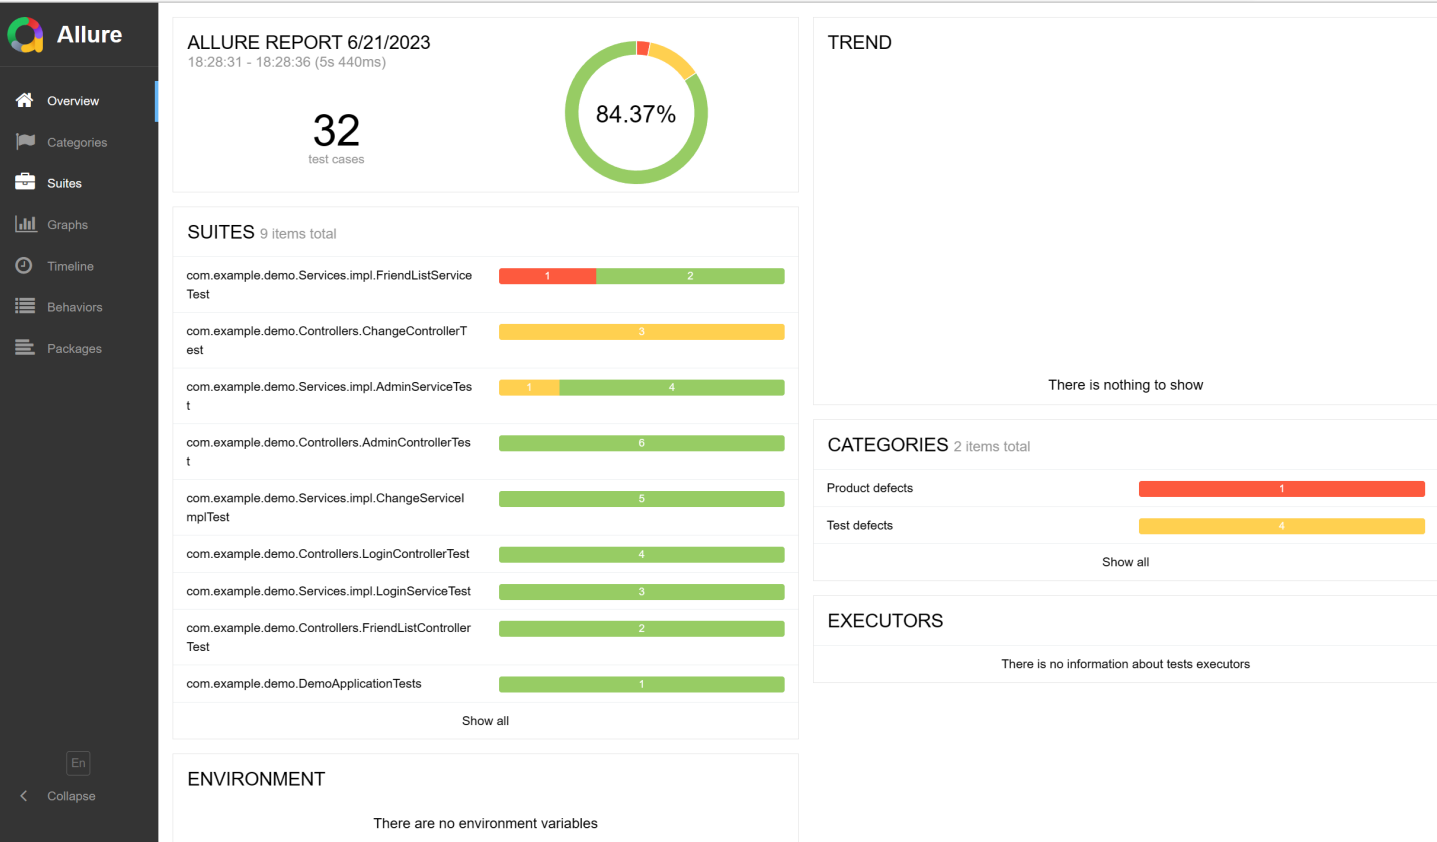 Allure
Overview
Categories
Suites
Graphs
Timeline
Behaviors
Packages
En
Collapse
ALLURE REPORT 6/21/2023
18:28:31 - 18:28:36 (5s 440ms)
32
test cases
84.37%
SUITES 9 items total
com.example.demo.Services.impl.FriendListService
Test
1 2
com.example.demo.Controllers.ChangeControllerT
est
3
com.example.demo.Services.impl.AdminServiceTes
t
1 4
com.example.demo.Controllers.AdminControllerTes
t
6
com.example.demo.Services.impl.ChangeServiceI
mplTest
5
com.example.demo.Controllers.LoginControllerTest
4
com.example.demo.Services.impl.LoginServiceTest
3
com.example.demo.Controllers.FriendListController
Test
2
com.example.demo.DemoApplicationTests
1
Show all
ENVIRONMENT
There are no environment variables
TREND
There is nothing to show
CATEGORIES 2 items total
Product defects 1
Test defects 4
Show all
EXECUTORS
There is no information about tests executors